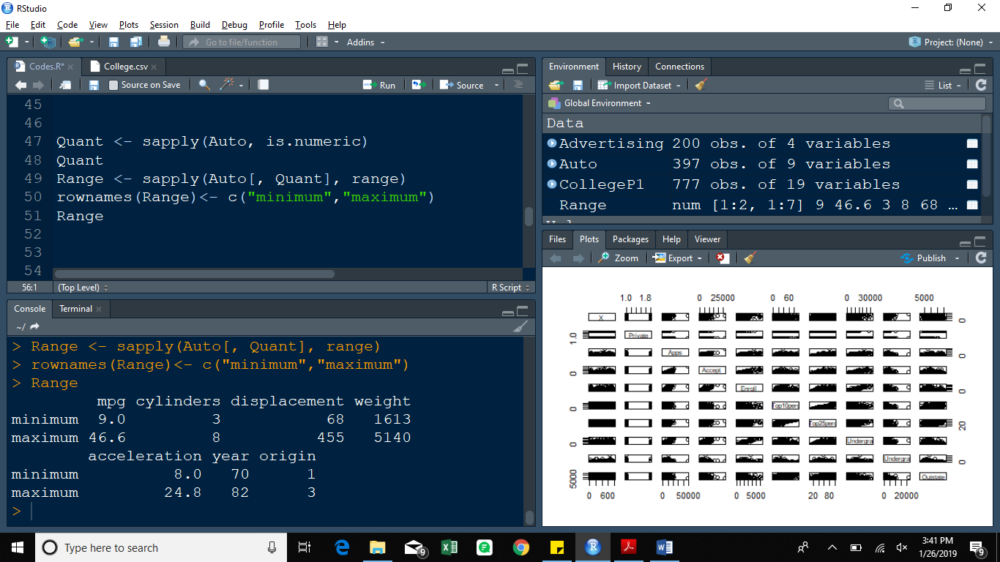 RStudio
File Edit Code View Plots Session Build Debug Profile Tools Help
Go to file/function Addins Project: (None)
Codes.R* College.csv
Source on Save Run Source
45
46
47 Quant <- sapply(Auto, is.numeric)
48 Quant
49 Range <- sapply(Auto[, Quant], range)
50 rownames(Range)<- c("minimum","maximum")
51 Range
52
53
54
56:1 (Top Level) R Script
Console Terminal
~/
> Range <- sapply(Auto[, Quant], range)
> rownames(Range)<- c("minimum","maximum")
> Range
mpg cylinders displacement weight
minimum 9.0 3 68 1613
maximum 46.6 8 455 5140
acceleration year origin
minimum 8.0 70 1
maximum 24.8 82 3
>
Environment History Connections
Import Dataset List
Global Environment
Data
Advertising 200 obs. of 4 variables
Auto 397 obs. of 9 variables
CollegeP1 777 obs. of 19 variables
Range num [1:2, 1:7] 9 46.6 3 8 68 ...
Files Plots Packages Help Viewer
Zoom Export Publish
1.0 1.8 0 25000 0 60 0 30000 5000
X 0
1.0 Private
Apps 0
0 Accept
Enroll 0
0 Top10perc
Top25perc 20
0 Undergra
Undergra 0
5000 Outstate
0 600 0 50000 0 5000 20 80 0 20000
Type here to search
9
3:41 PM
1/26/2019
9